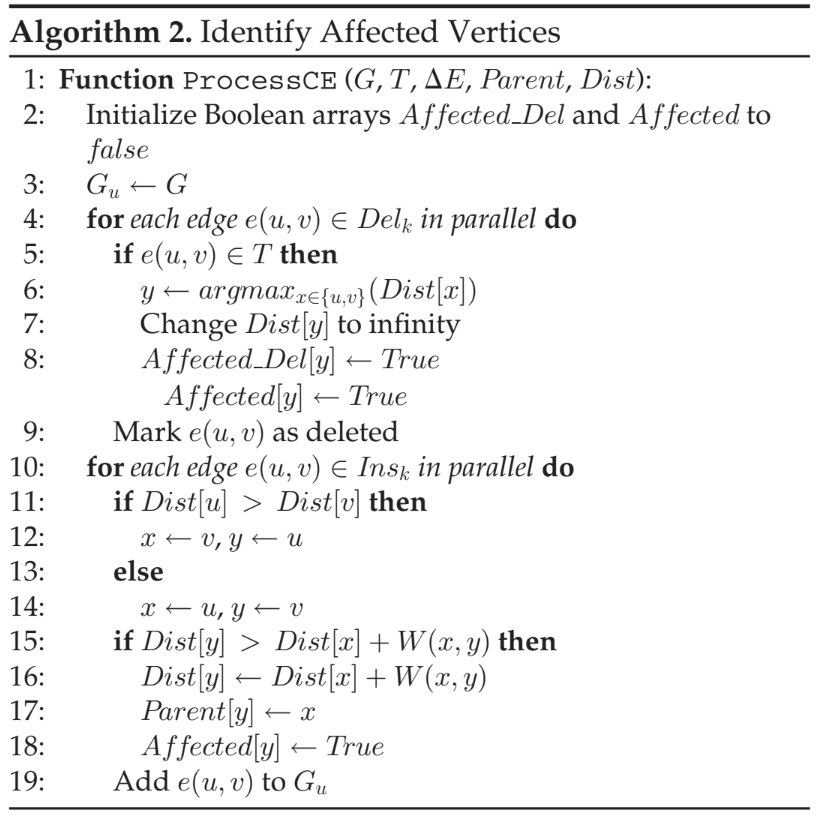 Algorithm 2. Identify Affected Vertices
1: Function ProcessCE (G, T, ΔE, Parent, Dist):
2: Initialize Boolean arrays Affected_Del and Affected to
false
3: G_u ← G
4: for each edge e(u, v) ∈ Del_k in parallel do
5: if e(u, v) ∈ T then
6: y ← argmax_{x∈{u,v}}(Dist[x])
7: Change Dist[y] to infinity
8: Affected_Del[y] ← True
Affected[y] ← True
9: Mark e(u, v) as deleted
10: for each edge e(u, v) ∈ Ins_k in parallel do
11: if Dist[u] > Dist[v] then
12: x ← v, y ← u
13: else
14: x ← u, y ← v
15: if Dist[y] > Dist[x] + W(x, y) then
16: Dist[y] ← Dist[x] + W(x, y)
17: Parent[y] ← x
18: Affected[y] ← True
19: Add e(u, v) to G_u